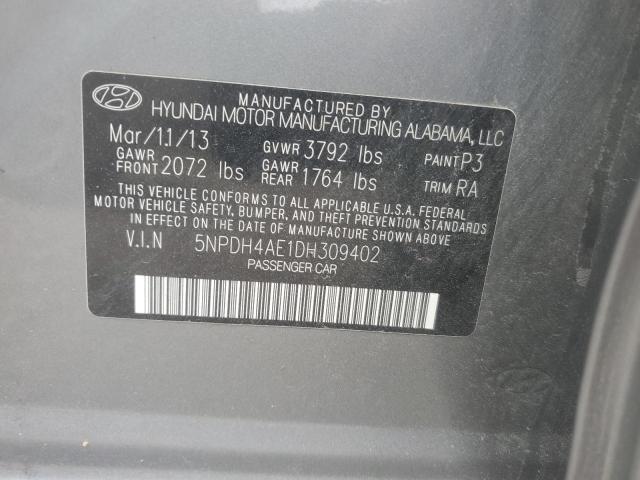 MANUFACTURED BY
HYUNDAI MOTOR MANUFACTURING ALABAMA, LLC
Mar/11/13 GVWR 3792 lbs PAINT P3
GAWR FRONT 2072 lbs GAWR REAR 1764 lbs TRIM RA
THIS VEHICLE CONFORMS TO ALL APPLICABLE U.S.A. FEDERAL
MOTOR VEHICLE SAFETY, BUMPER, AND THEFT PREVENTION STANDARDS
IN EFFECT ON THE DATE OF MANUFACTURE SHOWN ABOVE.
V.I.N 5NPDH4AE1DH309402
PASSENGER CAR